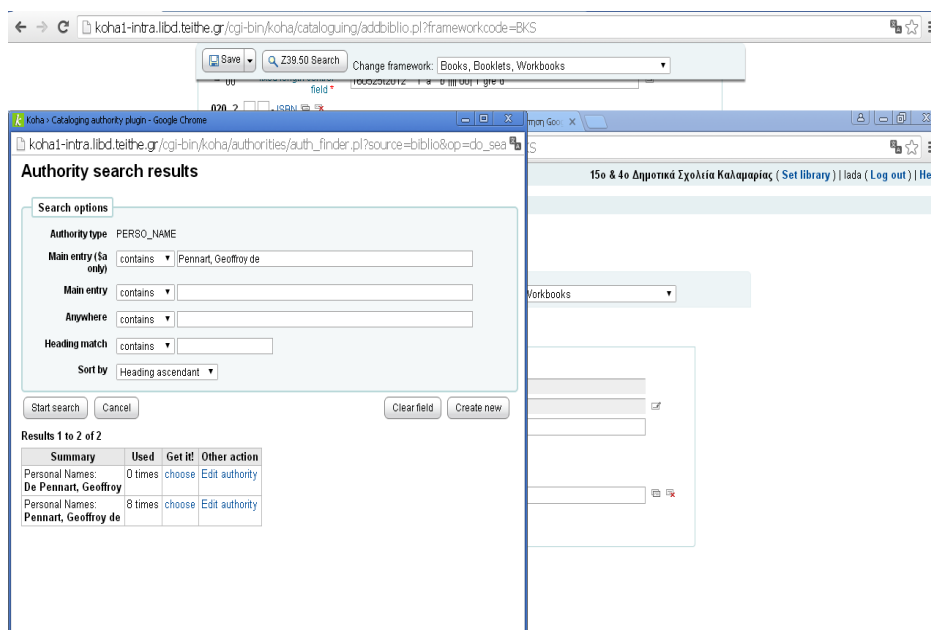 koha1-intra.libd.teithe.gr/cgi-bin/koha/cataloguing/addbiblio.pl?frameworkcode=BKS
Save Z39.50 Search Change framework: Books, Booklets, Workbooks
field *
020 ? - ISBN
Koha › Cataloging authority plugin - Google Chrome
koha1-intra.libd.teithe.gr/cgi-bin/koha/authorities/auth_finder.pl?source=biblio&op=do_sea
KS
Authority search results
15ο & 4ο Δημοτικά Σχολεία Καλαμαρίας ( Set library ) | lada ( Log out ) | He
Search options
Authority type PERSO_NAME
Main entry ($a only) contains Pennart, Geoffroy de
Main entry contains
Workbooks
Anywhere contains
Heading match contains
Sort by Heading ascendant
Start search Cancel Clear field Create new
Results 1 to 2 of 2
Summary Used Get it! Other action
Personal Names:
De Pennart, Geoffroy 0 times choose Edit authority
Personal Names:
Pennart, Geoffroy de 8 times choose Edit authority